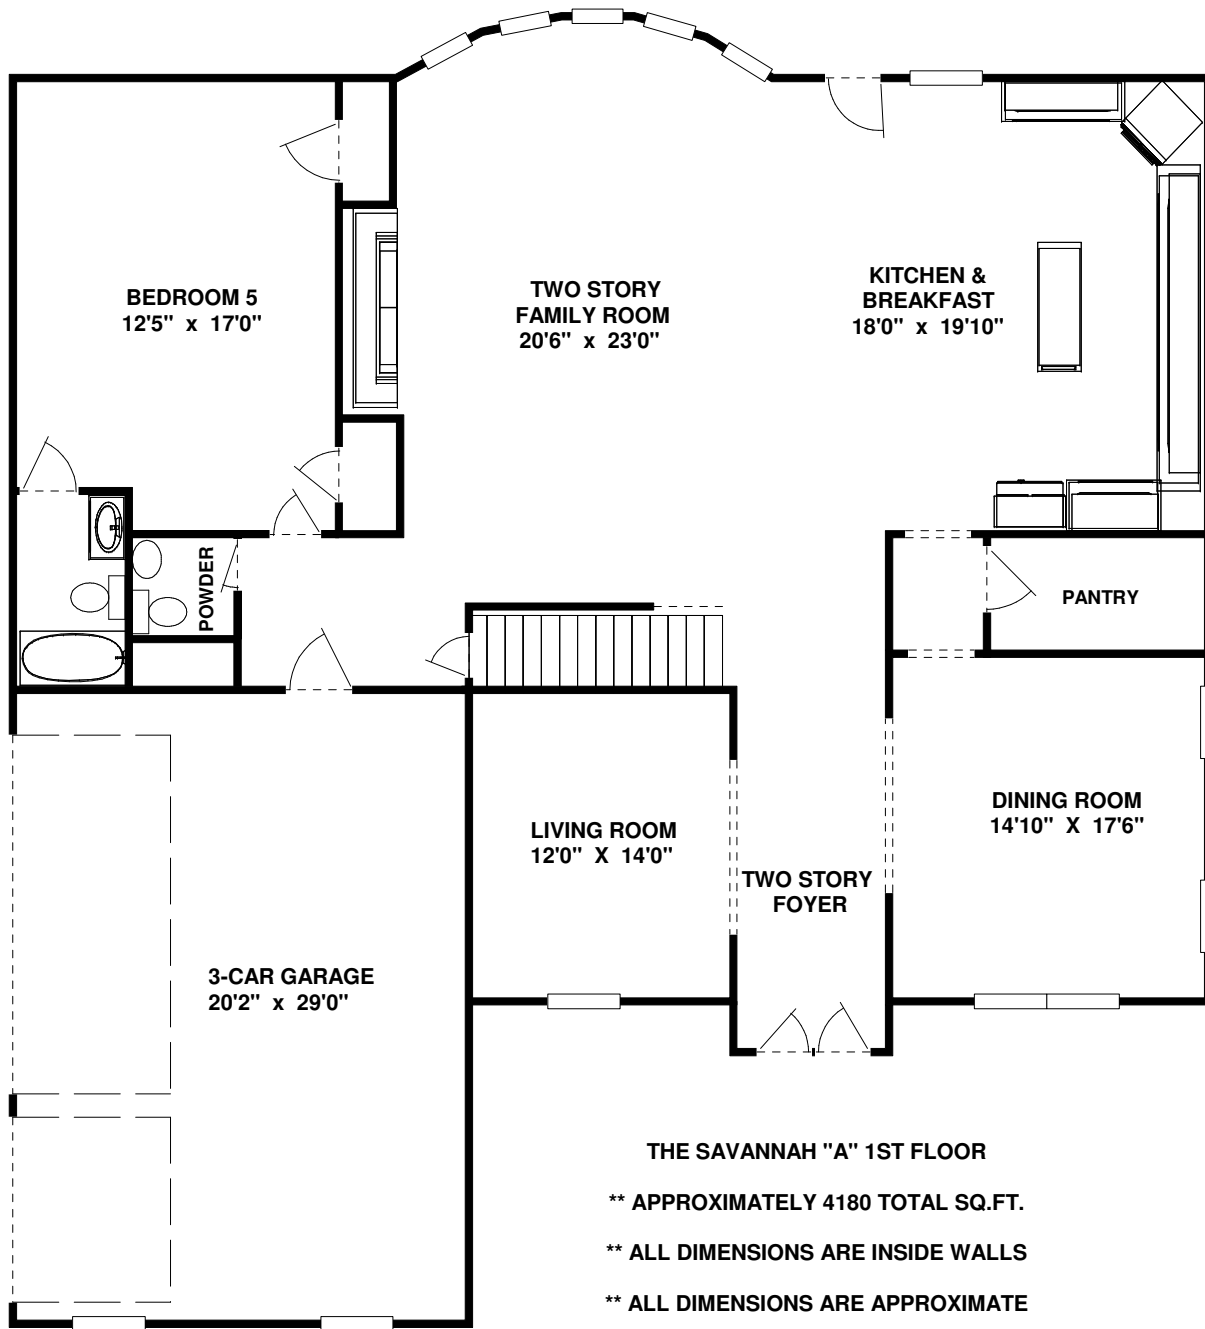 BEDROOM 5
12'5" x 17'0"
TWO STORY
FAMILY ROOM
20'6" x 23'0"
KITCHEN &
BREAKFAST
18'0" x 19'10"
POWDER
PANTRY
LIVING ROOM
12'0" X 14'0"
TWO STORY
FOYER
DINING ROOM
14'10" X 17'6"
3-CAR GARAGE
20'2" x 29'0"
THE SAVANNAH "A" 1ST FLOOR
** APPROXIMATELY 4180 TOTAL SQ.FT.
** ALL DIMENSIONS ARE INSIDE WALLS
** ALL DIMENSIONS ARE APPROXIMATE